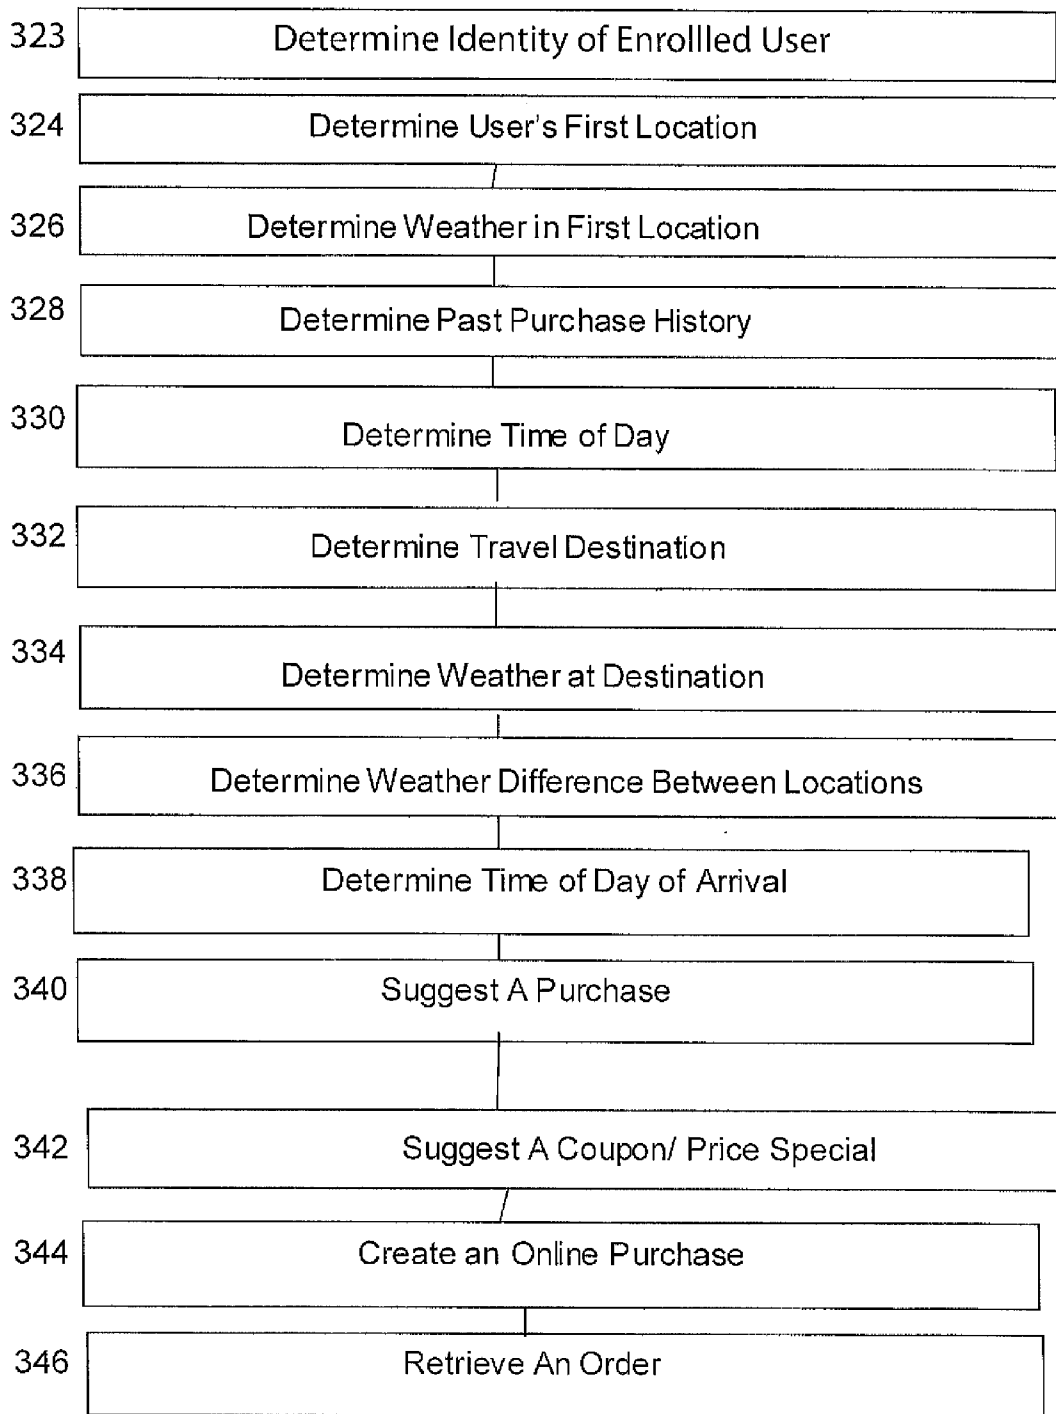 323 Determine Identity of Enrollled User
324 Determine User's First Location
326 Determine Weather in First Location
328 Determine Past Purchase History
330 Determine Time of Day
332 Determine Travel Destination
334 Determine Weather at Destination
336 Determine Weather Difference Between Locations
338 Determine Time of Day of Arrival
340 Suggest A Purchase
342 Suggest A Coupon/ Price Special
344 Create an Online Purchase
346 Retrieve An Order